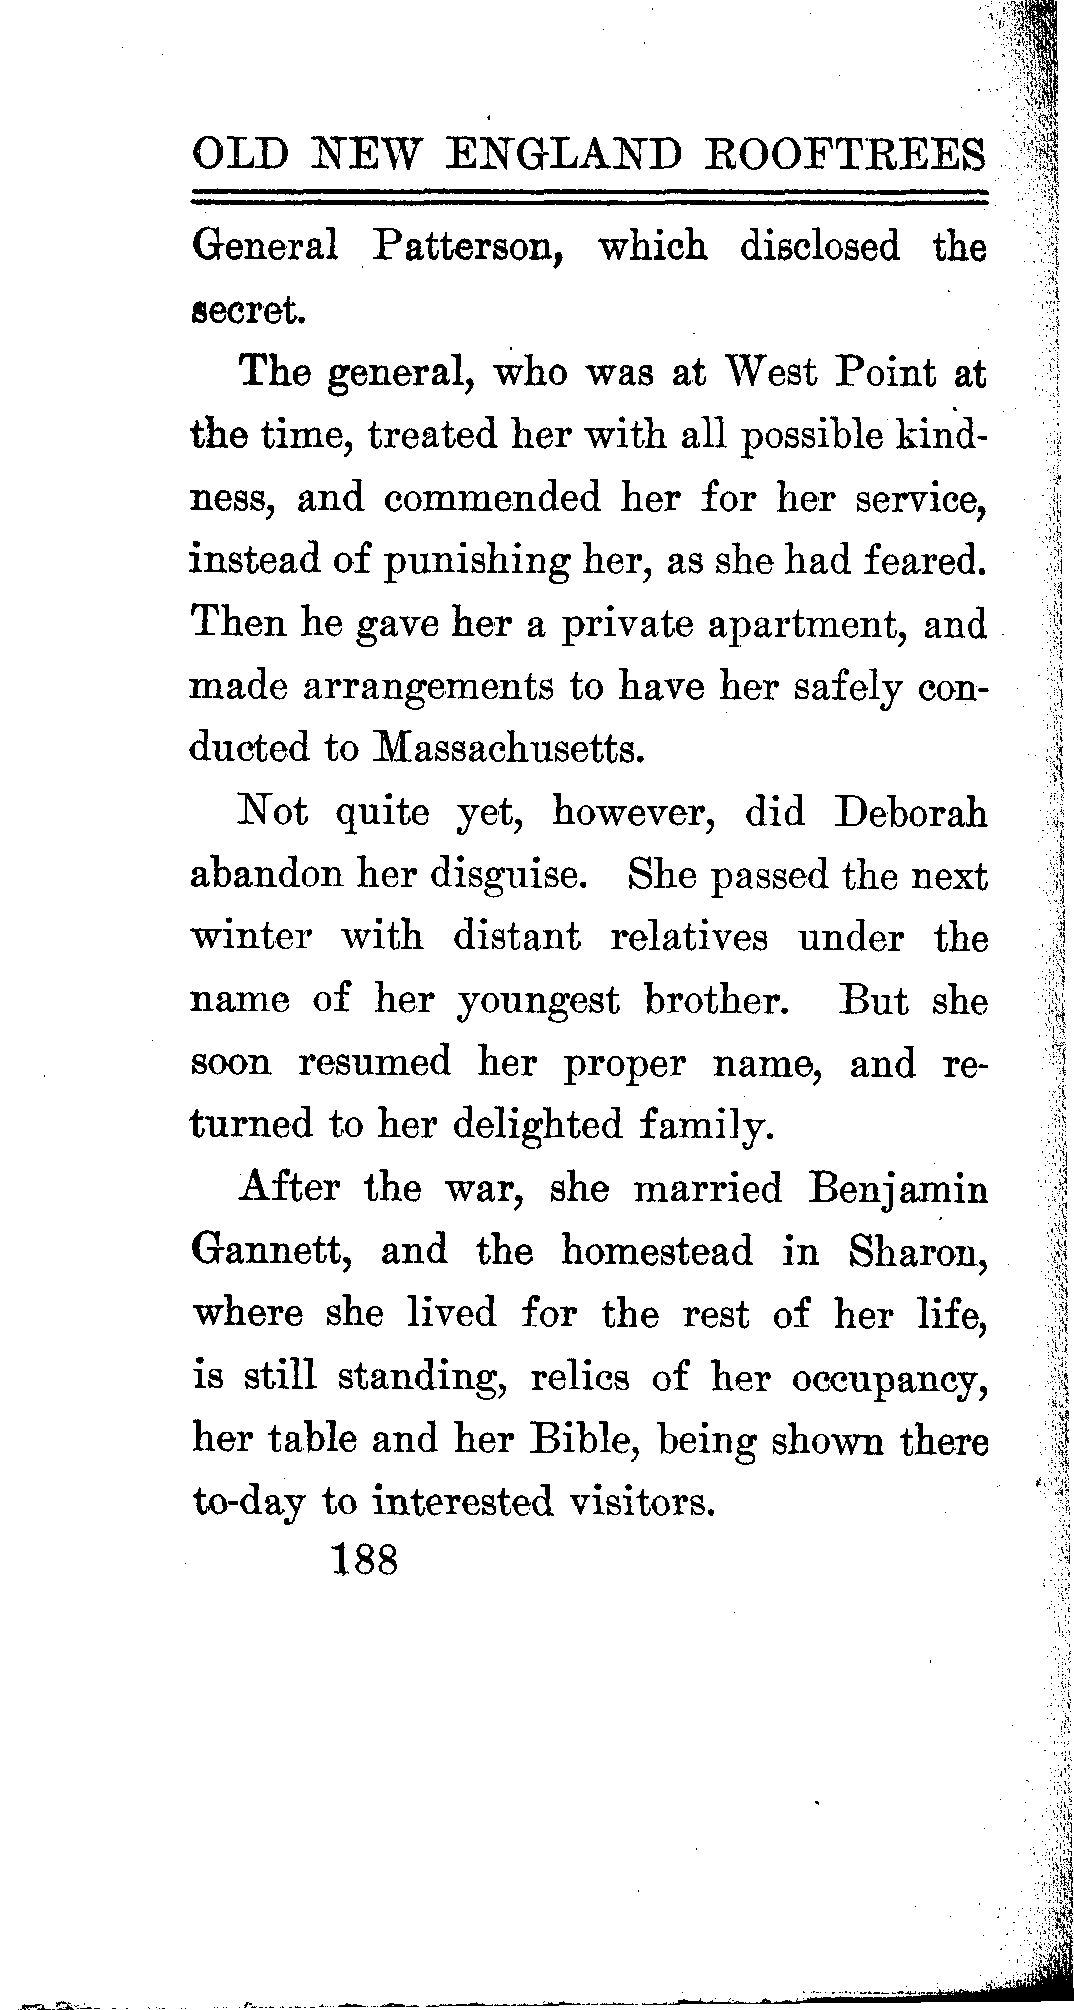 OLD NEW ENGLAND ROOFTREES
General Patterson, which disclosed the
secret.
The general, who was at West Point at
the time, treated her with all possible kind-
ness, and commended her for her service,
instead of punishing her, as she had feared.
Then he gave her a private apartment, and
made arrangements to have her safely con-
ducted to Massachusetts.
Not quite yet, however, did Deborah
abandon her disguise. She passed the next
winter with distant relatives under the
name of her youngest brother. But she
soon resumed her proper name, and re-
turned to her delighted family.
After the war, she married Benjamin
Gannett, and the homestead in Sharon,
where she lived for the rest of her life,
is still standing, relics of her occupancy,
her table and her Bible, being shown there
to-day to interested visitors.
188